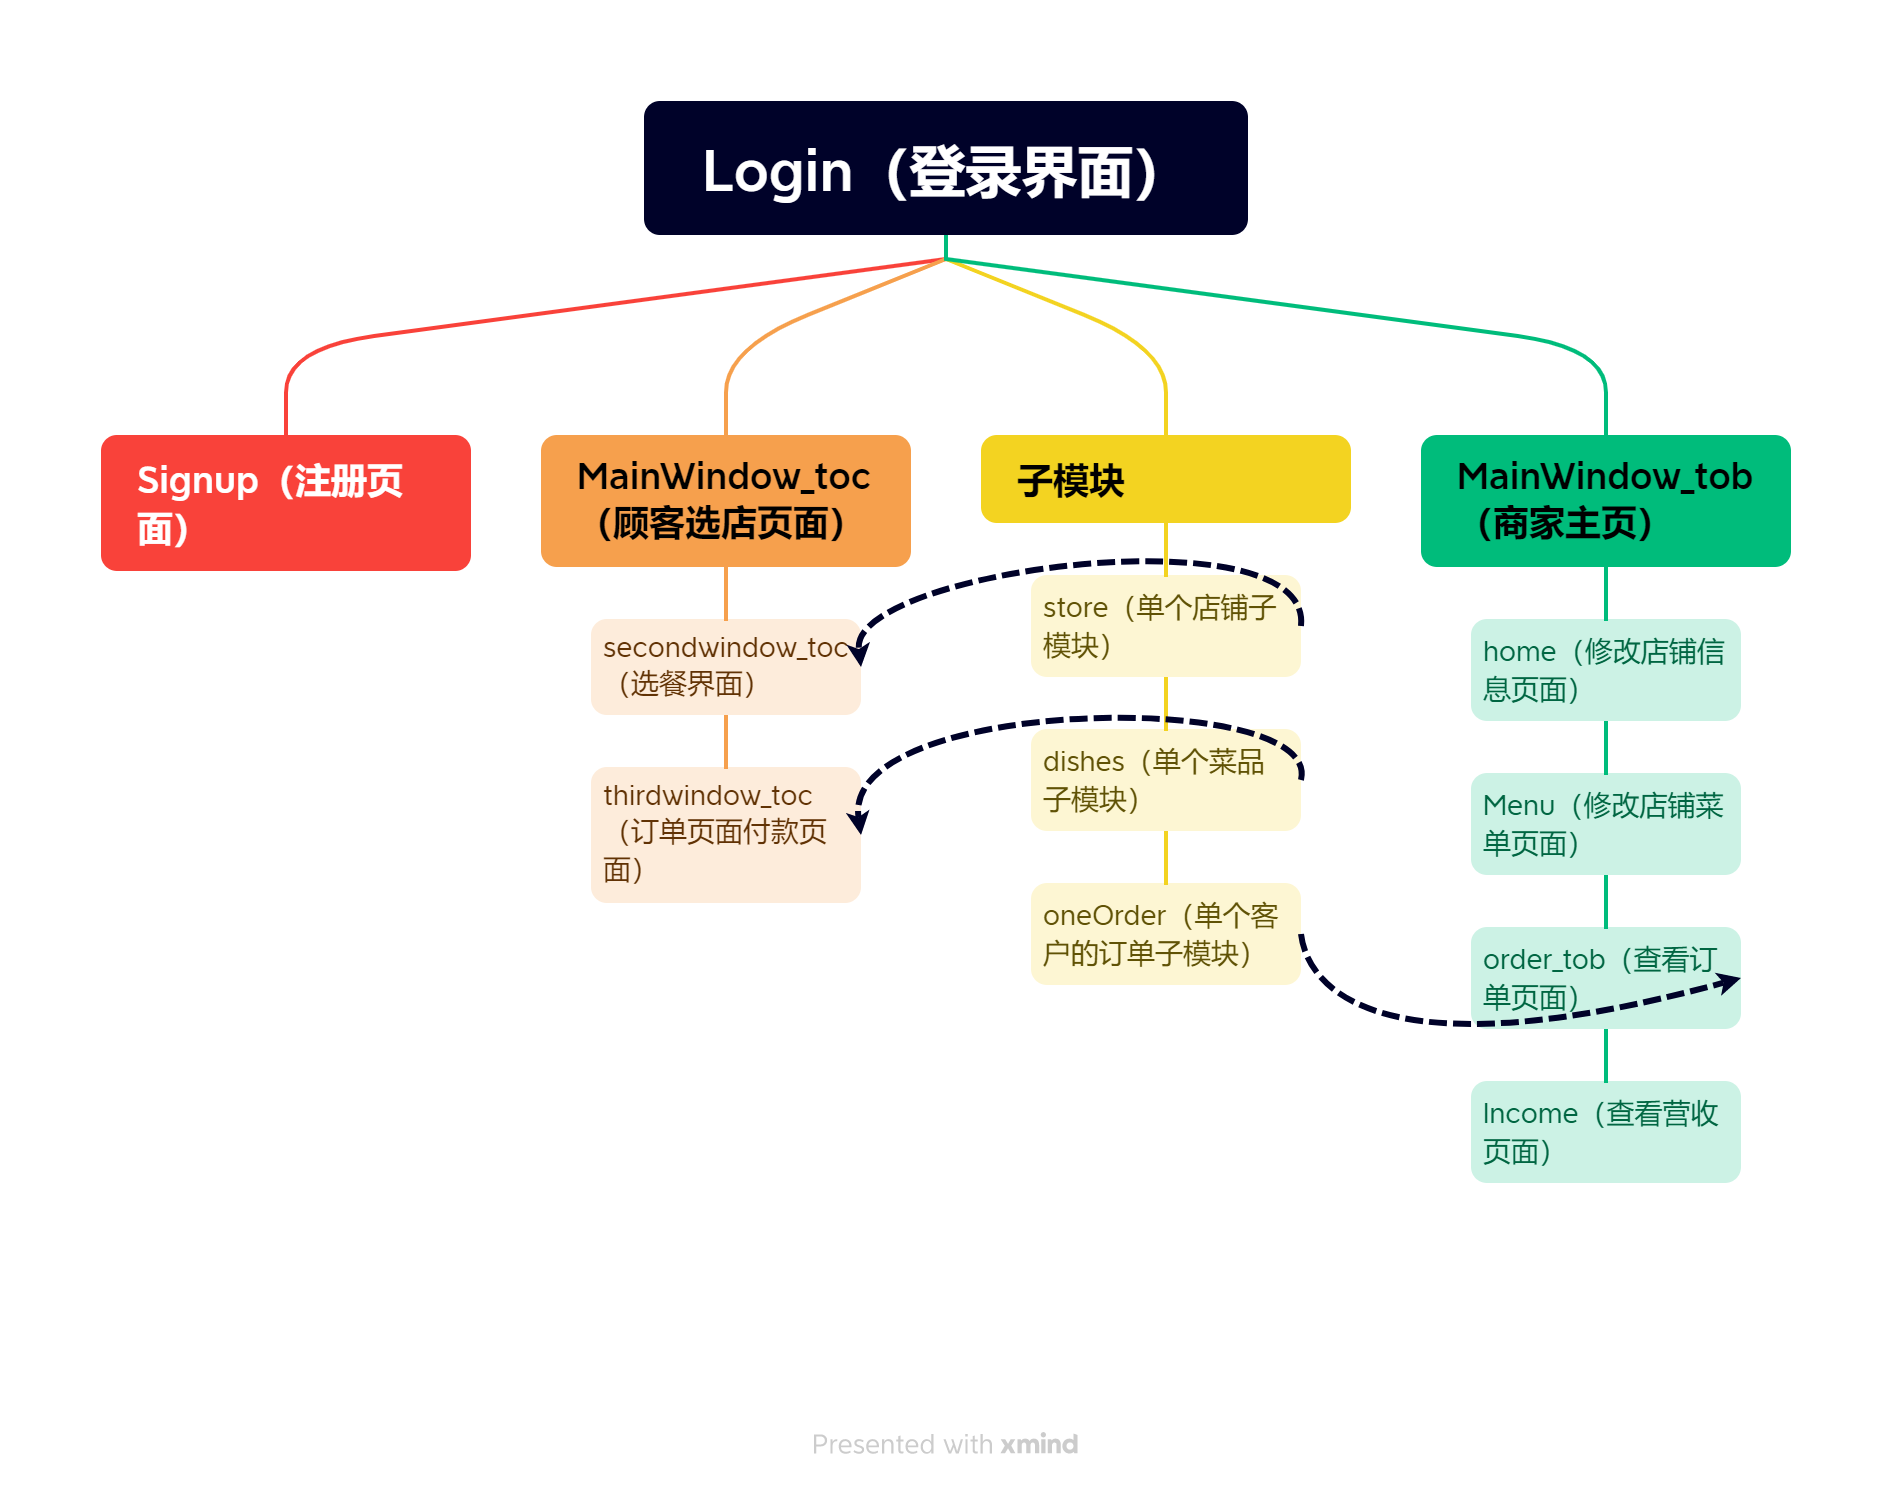 Login（登录界面）
Signup（注册页
面）
MainWindow_toc
（顾客选店页面）
secondwindow_toc
（选餐界面）
thirdwindow_toc
（订单页面付款页
面）
子模块
store（单个店铺子
模块）
dishes（单个菜品
子模块）
oneOrder（单个客
户的订单子模块）
MainWindow_tob
（商家主页）
home（修改店铺信
息页面）
Menu（修改店铺菜
单页面）
order_tob（查看订
单页面）
Income（查看营收
页面）
Presented with xmind